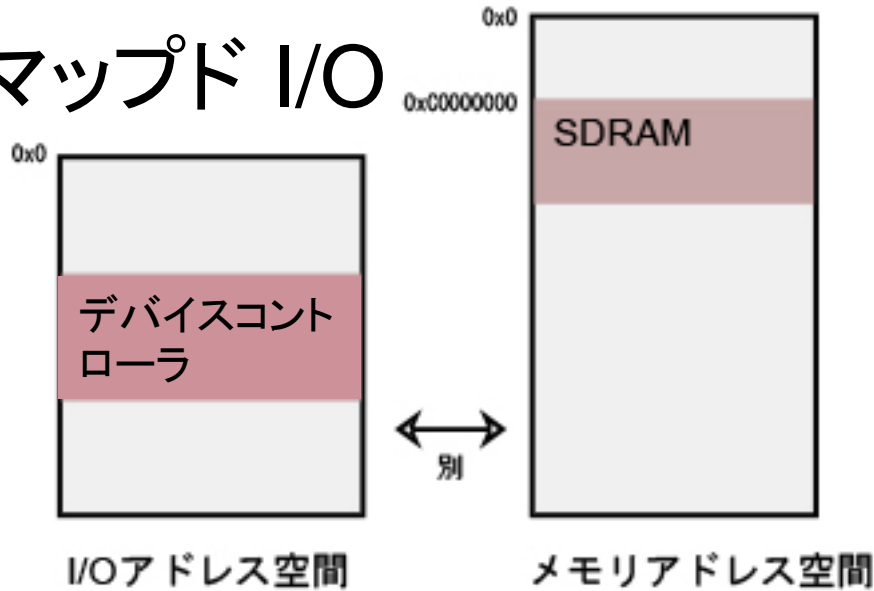 マップド I/O
0x0
デバイスコント
ローラ
I/Oアドレス空間
別
0x0
0xC0000000
SDRAM
メモリアドレス空間